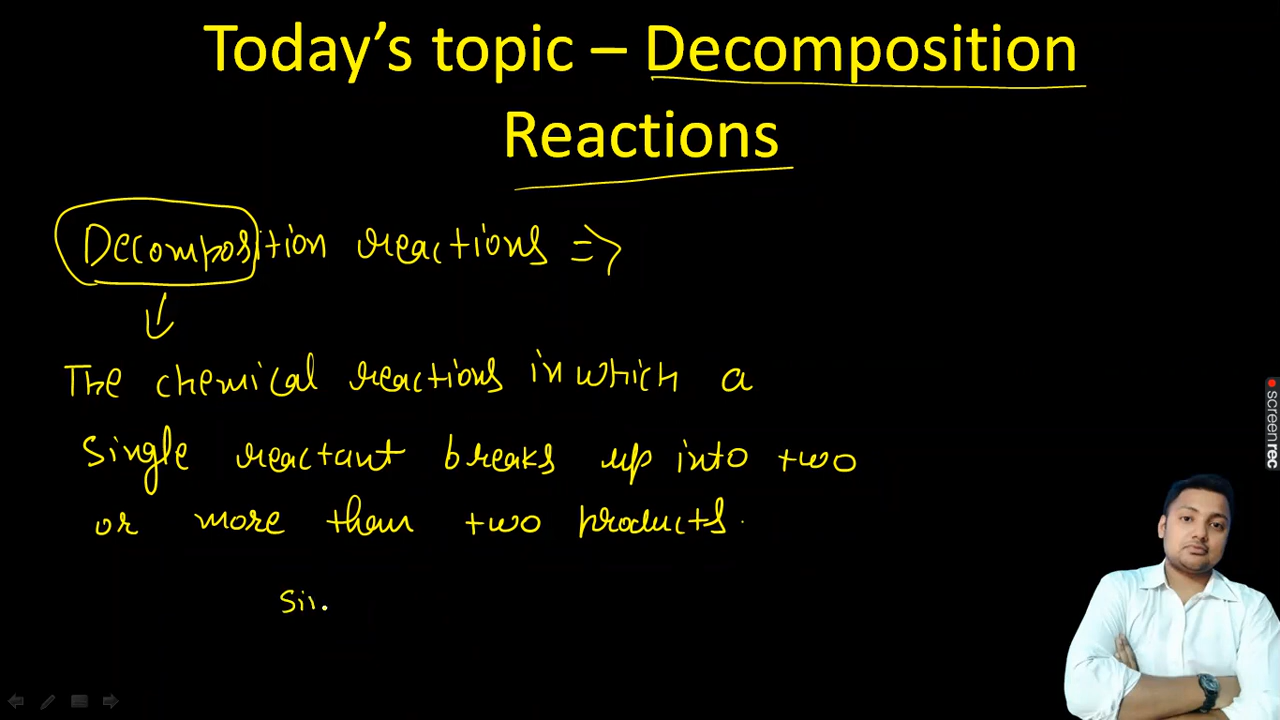 Today's topic – Decomposition
Reactions
Decomposition reactions =>
The chemical reactions in which a
Single reactant breaks up into two
or more than two products.
screenrec